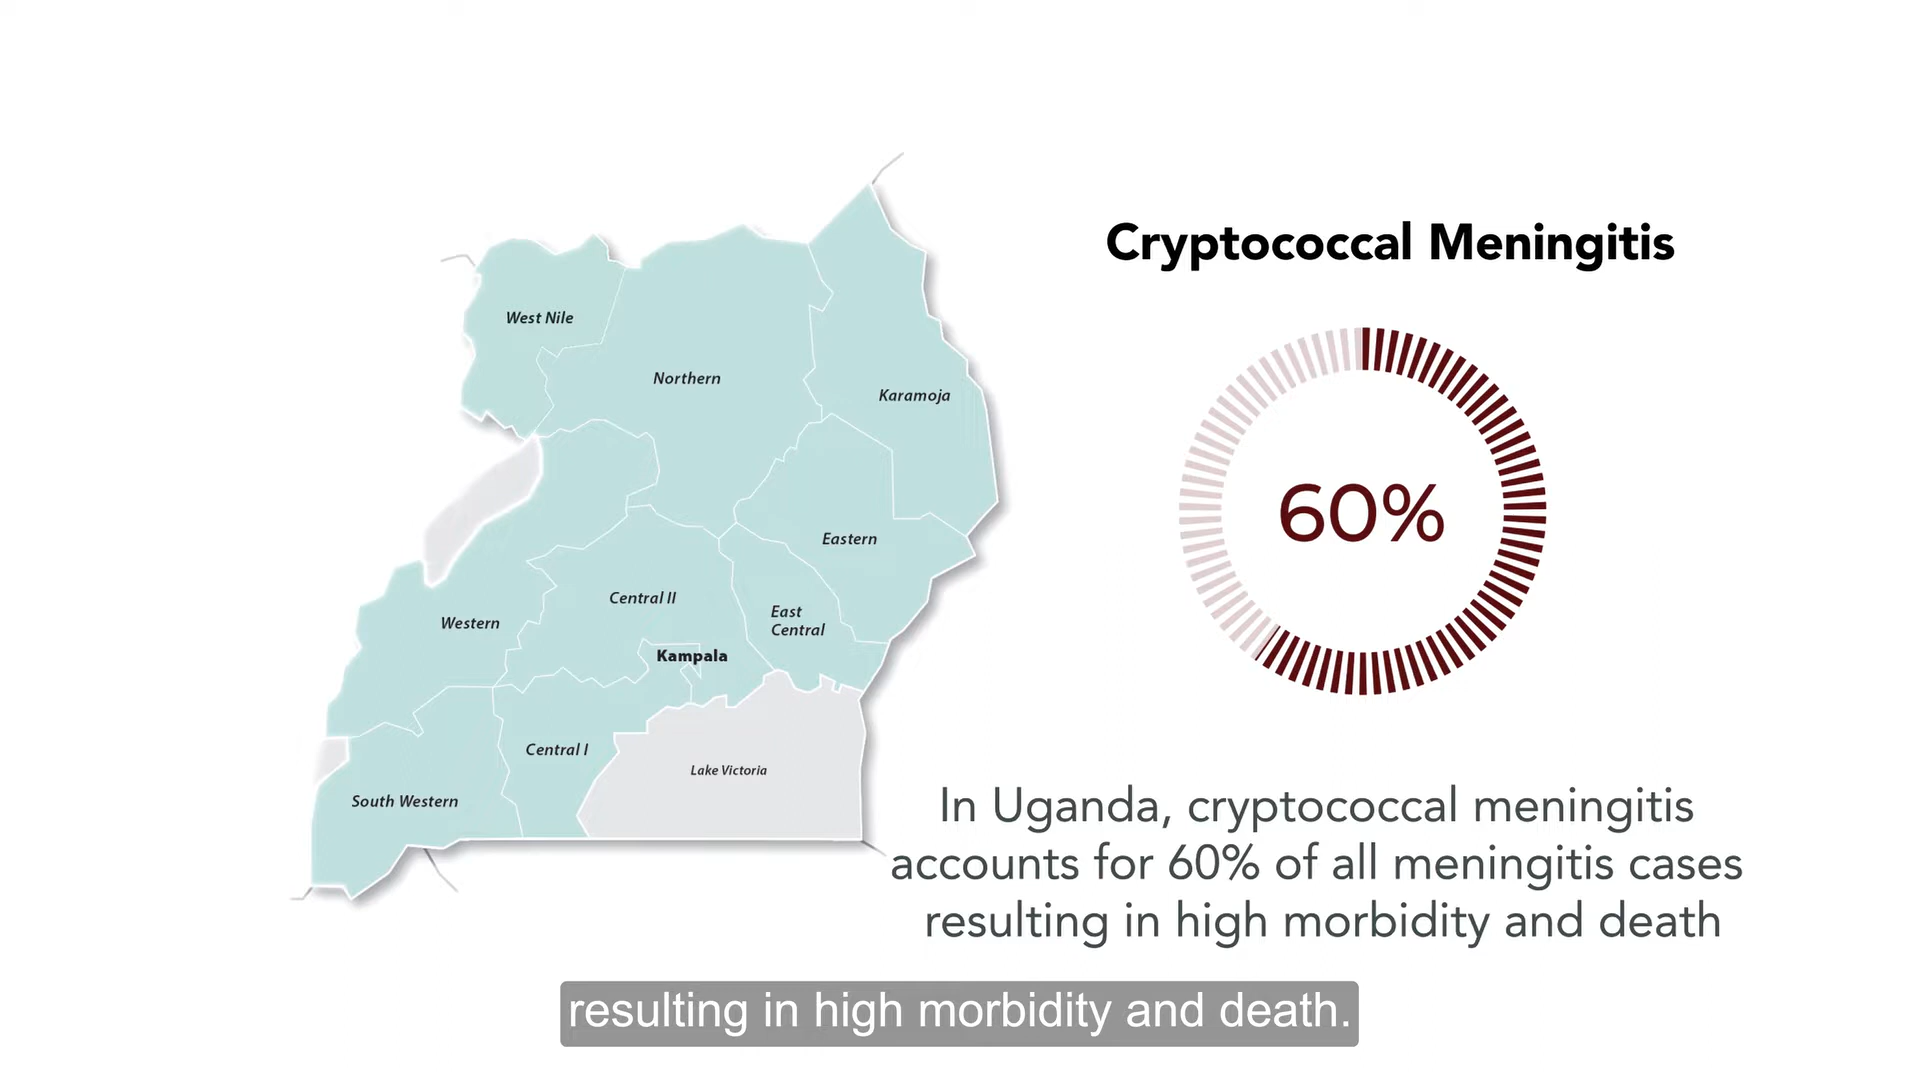 Cryptococcal Meningitis
West Nile
Northern
Karamoja
60%
Eastern
Central II
East
Central
Western
Kampala
Central I
Lake Victoria
South Western
In Uganda, cryptococcal meningitis
accounts for 60% of all meningitis cases
resulting in high morbidity and death
resulting in high morbidity and death.